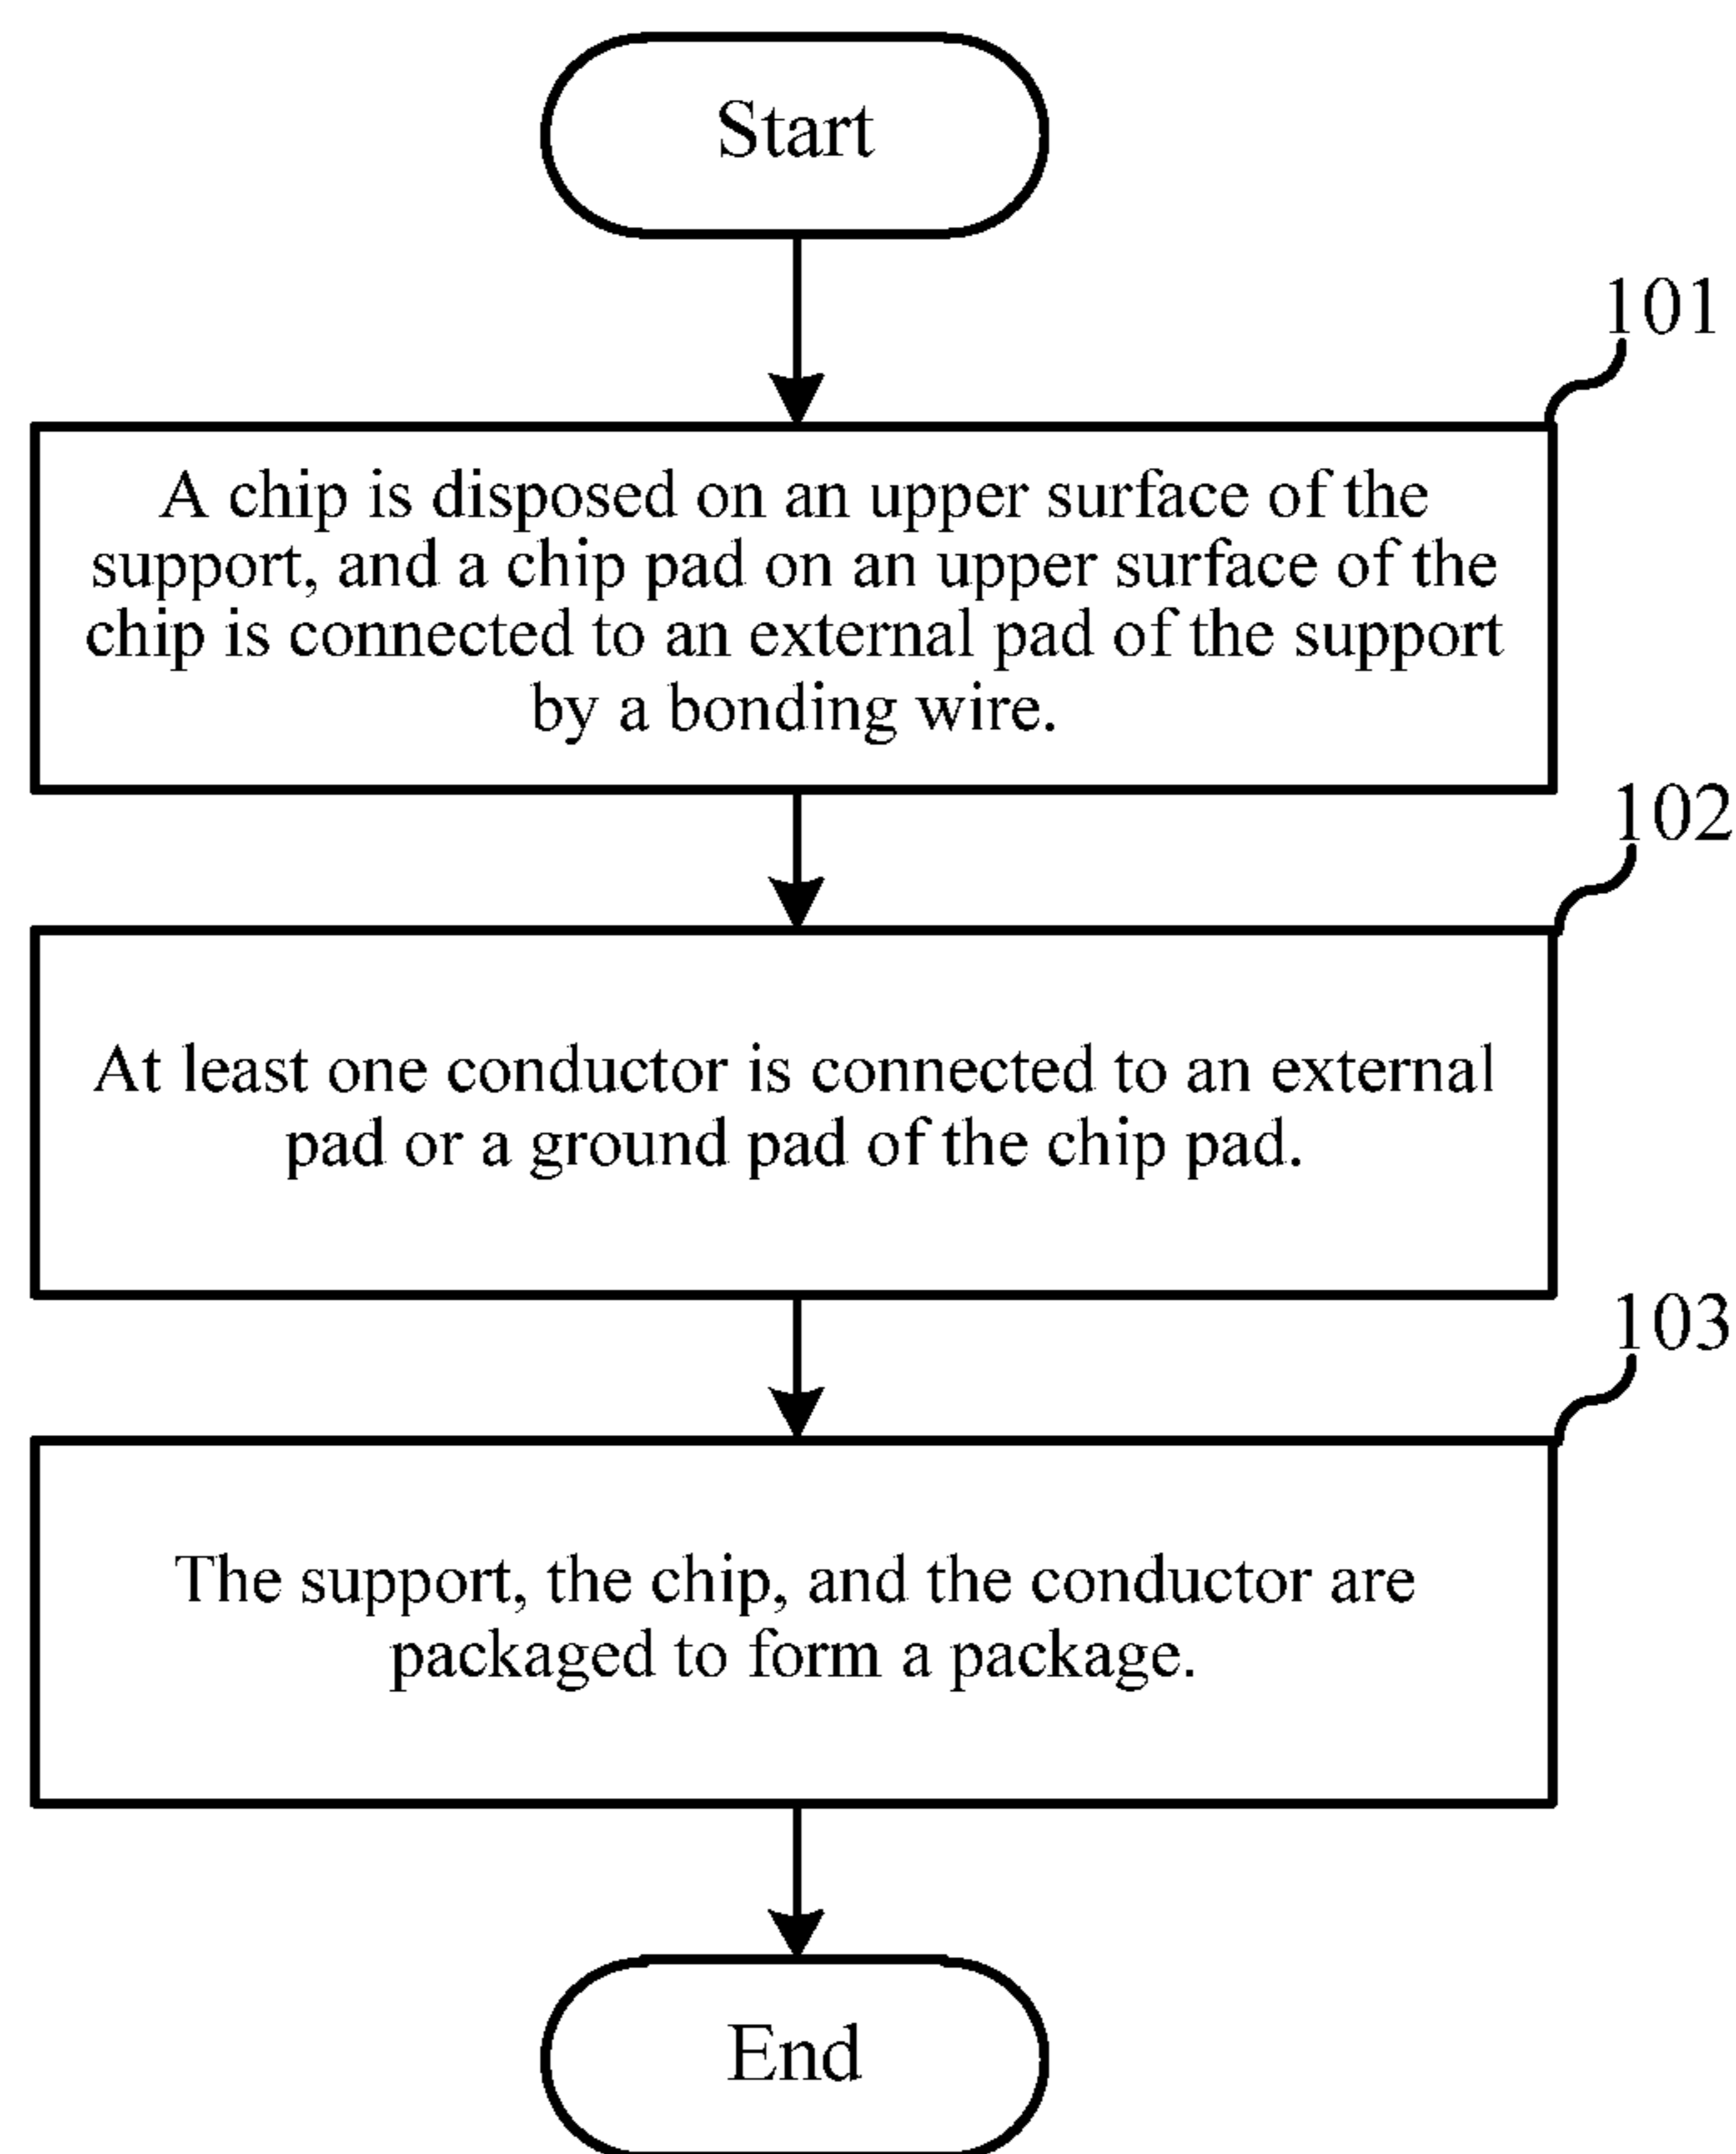 Start
101
A chip is disposed on an upper surface of the
support, and a chip pad on an upper surface of the
chip is connected to an external pad of the support
by a bonding wire.
102
At least one conductor is connected to an external
pad or a ground pad of the chip pad.
103
The support, the chip, and the conductor are
packaged to form a package.
End